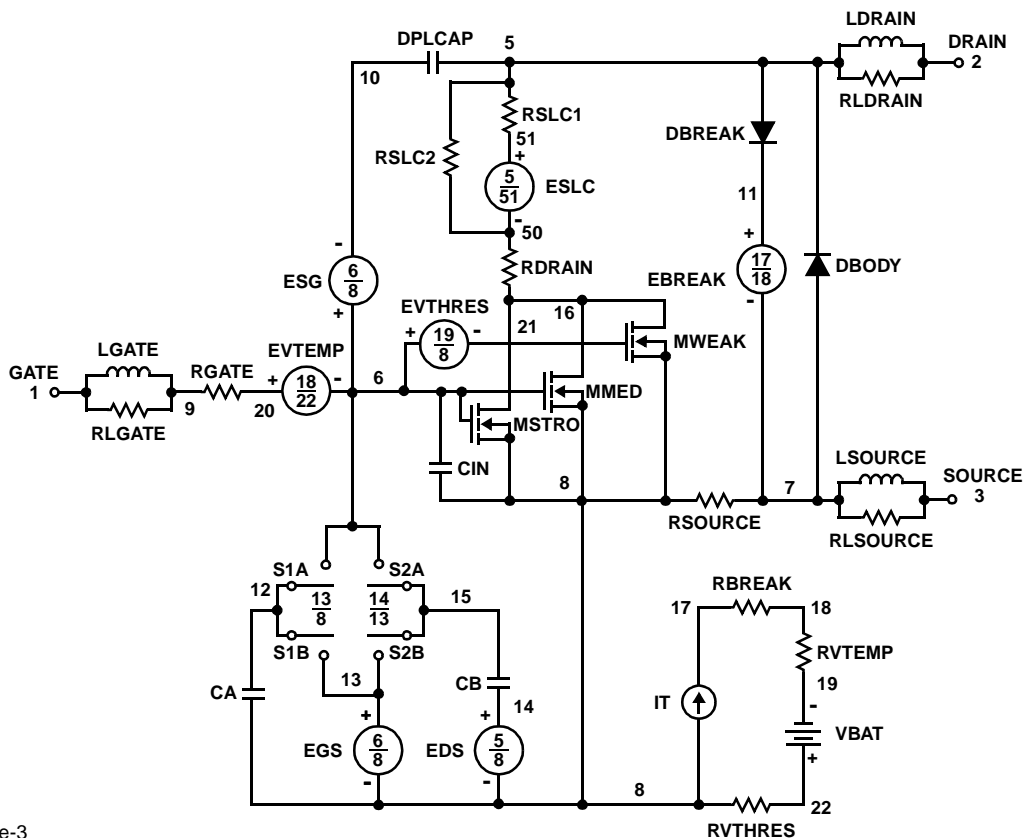 LDRAIN
DPLCAP
5
DRAIN
2
10
RLDRAIN
RSLC1
DBREAK
51
+
RSLC2
5
51
ESLC
11
-
50
-
+
17
18
RDRAIN
EBREAK
DBODY
6
8
ESG
EVTHRES
16
-
+
+
19
8
-
21
MWEAK
LGATE
EVTEMP
GATE
1
RGATE
+
18
22
-
6
MMED
9
20
MSTRO
RLGATE
LSOURCE
CIN
8
7
SOURCE
3
RSOURCE
RLSOURCE
S1A
S2A
12
13
8
14
13
15
RBREAK
17
18
S1B
S2B
RVTEMP
13
CB
19
CA
14
IT
-
+
+
VBAT
EGS
6
8
EDS
5
8
+
-
-
8
22
RVTHRES
e-3